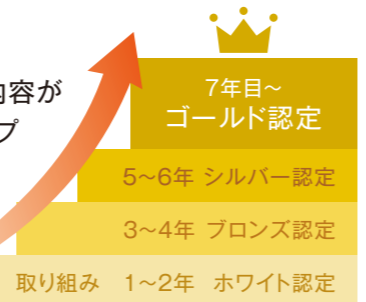 内容が
プ
7年目~
ゴールド認定
5~6年 シルバー認定
3~4年 ブロンズ認定
取り組み 1~2年 ホワイト認定